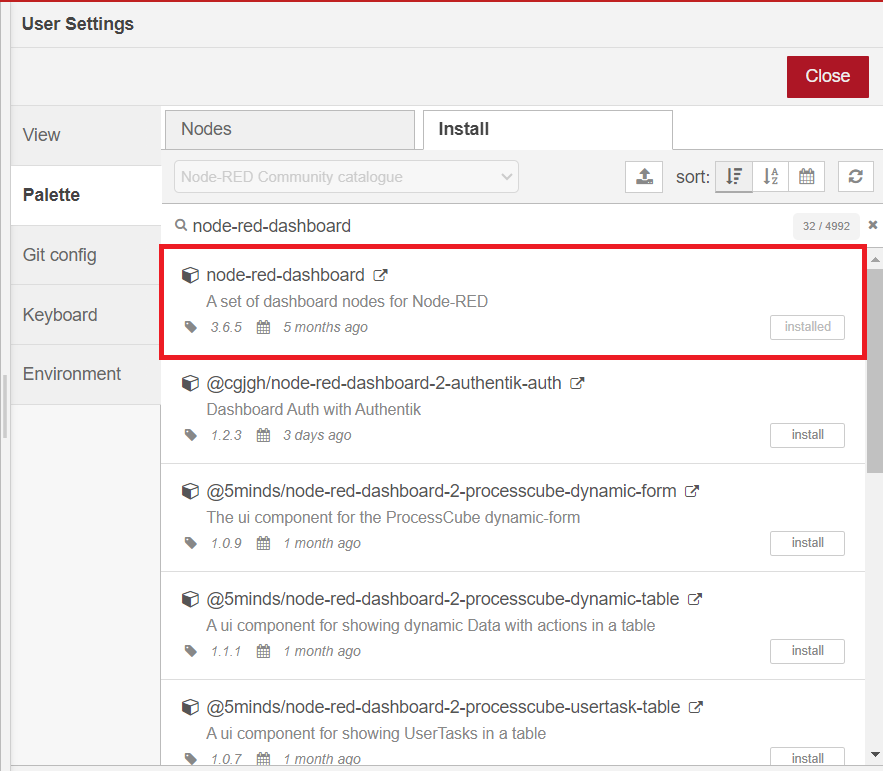 User Settings
Close
View
Palette
Git config
Keyboard
Environment
Nodes
Install
Node-RED Community catalogue
sort:
node-red-dashboard
32 / 4992
node-red-dashboard
A set of dashboard nodes for Node-RED
3.6.5 5 months ago
installed
@cgjgh/node-red-dashboard-2-authentik-auth
Dashboard Auth with Authentik
1.2.3 3 days ago
install
@5minds/node-red-dashboard-2-processcube-dynamic-form
The ui component for the ProcessCube dynamic-form
1.0.9 1 month ago
install
@5minds/node-red-dashboard-2-processcube-dynamic-table
A ui component for showing dynamic Data with actions in a table
1.1.1 1 month ago
install
@5minds/node-red-dashboard-2-processcube-usertask-table
A ui component for showing UserTasks in a table
1.0.7 1 month ago
install